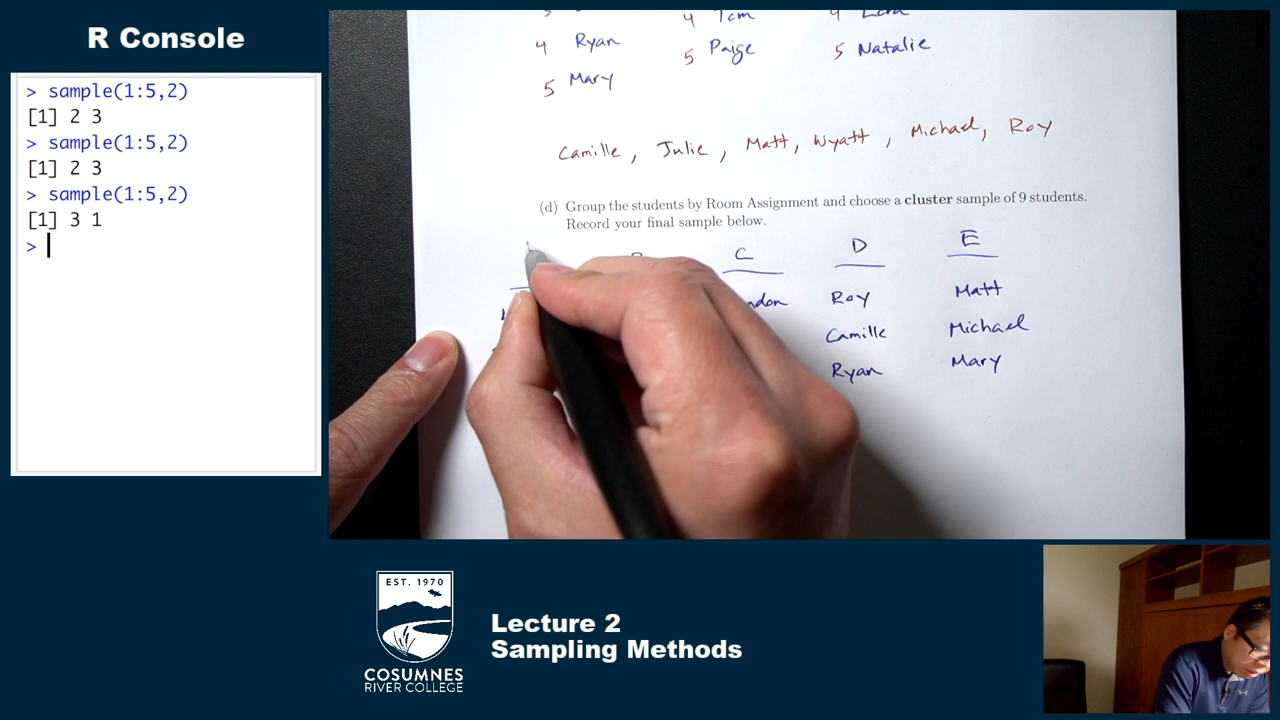 R Console
> sample(1:5,2)
[1] 2 3
> sample(1:5,2)
[1] 2 3
> sample(1:5,2)
[1] 3 1
>
4 Ryan
5 Mary
4
5 Paige
4
5 Natalie
Camille, Julie, Matt, Wyatt, Michael, Roy
(d) Group the students by Room Assignment and choose a cluster sample of 9 students.
Record your final sample below.
C D E
Roy Matt
Camille Michael
Ryan Mary
EST. 1970
COSUMNES
RIVER COLLEGE
Lecture 2
Sampling Methods